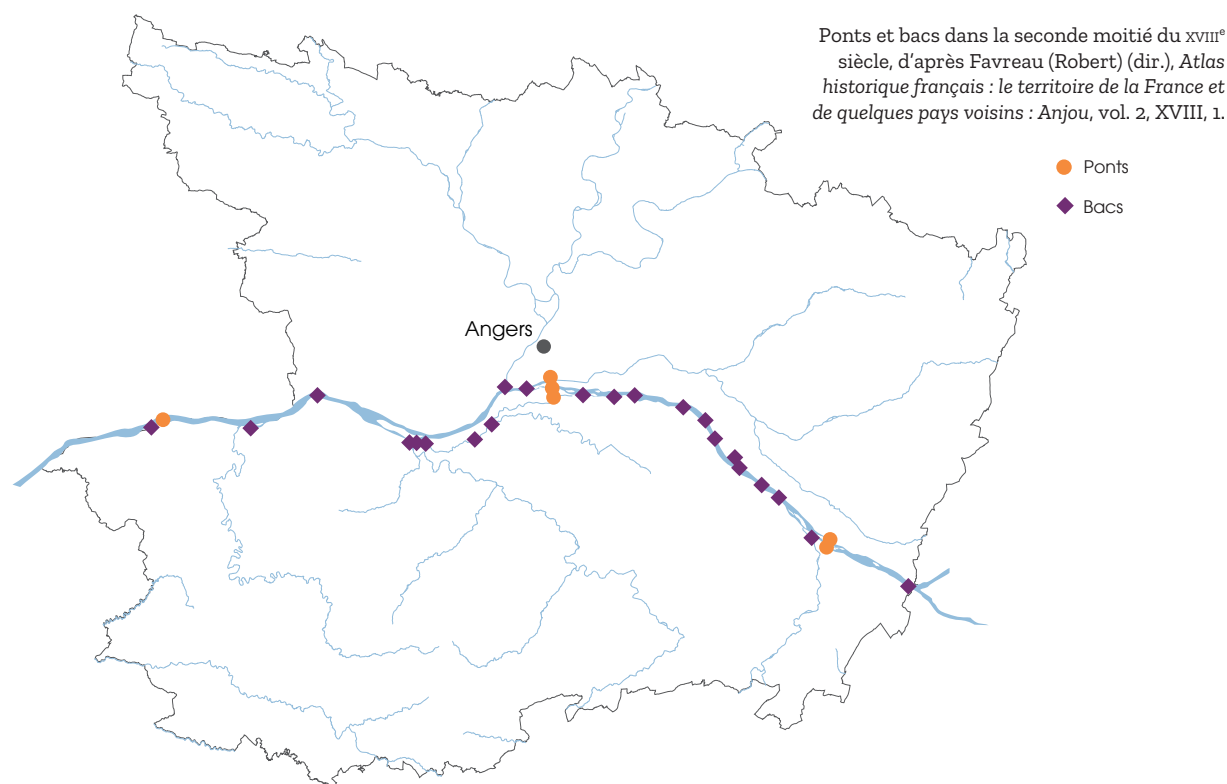 Ponts et bacs dans la seconde moitié du XVIIIᵉ
siècle, d'après Favreau (Robert) (dir.), Atlas
historique français : le territoire de la France et
de quelques pays voisins : Anjou, vol. 2, XVIII, 1.
Ponts
Bacs
Angers